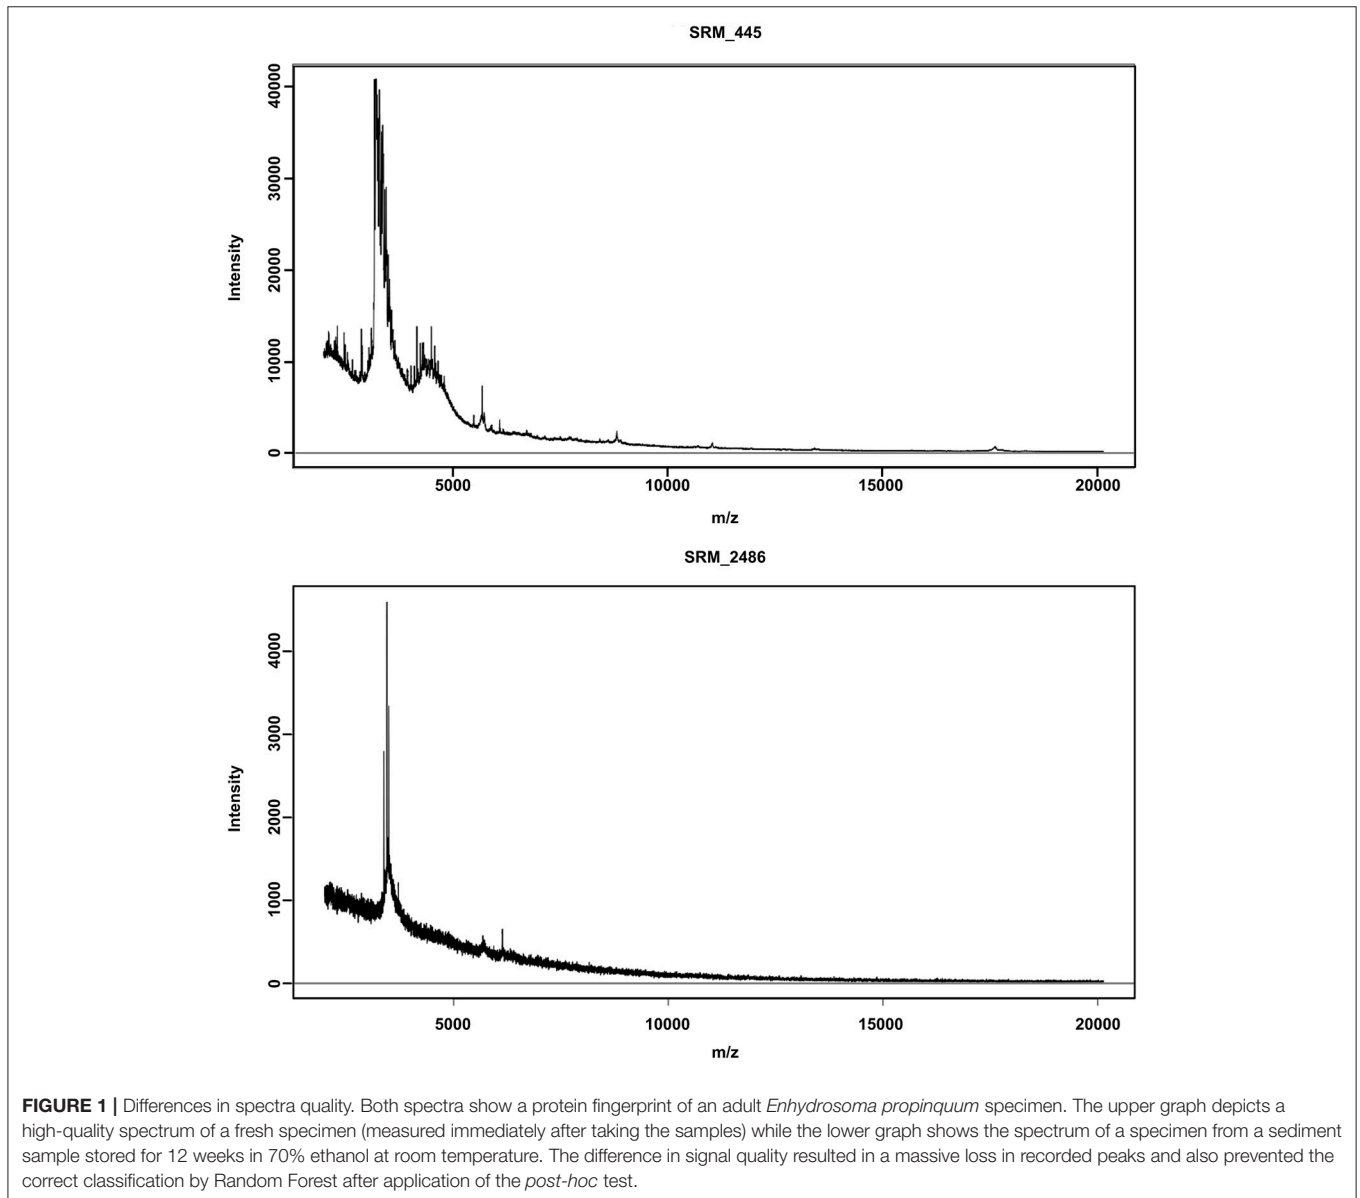 SRM_445
40000
30000
20000
10000
0
Intensity
5000 10000 15000 20000
m/z
SRM_2486
4000
3000
2000
1000
0
Intensity
5000 10000 15000 20000
m/z
FIGURE 1 | Differences in spectra quality. Both spectra show a protein fingerprint of an adult Enhydrosoma propinquum specimen. The upper graph depicts a
high-quality spectrum of a fresh specimen (measured immediately after taking the samples) while the lower graph shows the spectrum of a specimen from a sediment
sample stored for 12 weeks in 70% ethanol at room temperature. The difference in signal quality resulted in a massive loss in recorded peaks and also prevented the
correct classification by Random Forest after application of the post-hoc test.